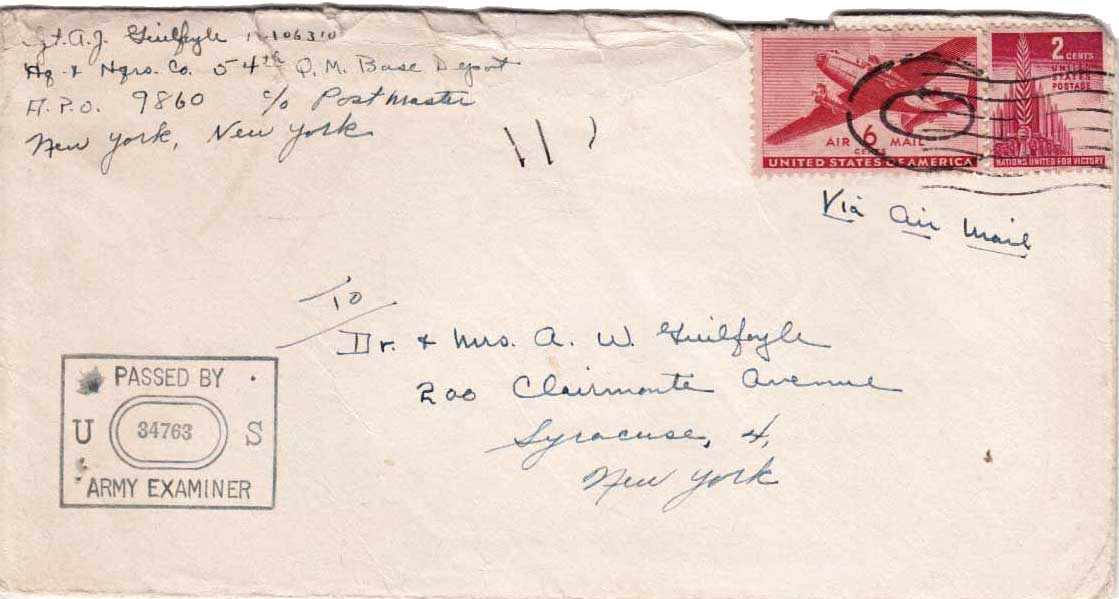 Sgt. A. J. Guilfoyle
Hq & Hqrs. Co. 54th Q. M. Base Depot
A. P. O. 9860 c/o Postmaster
New York, New York
AIR 6 MAIL
CENTS
UNITED STATES OF AMERICA
2 CENTS
UNITED
STATES
POSTAGE
NATIONS UNITED FOR VICTORY
Via Air Mail
To
Dr. & Mrs. A. W. Guilfoyle
200 Clairmonte Avenue
Syracuse, 4,
New York
PASSED BY
U 34763 S
ARMY EXAMINER